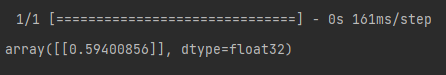 1/1 [==============================] - 0s 161ms/step
array([[0.59400856]], dtype=float32)